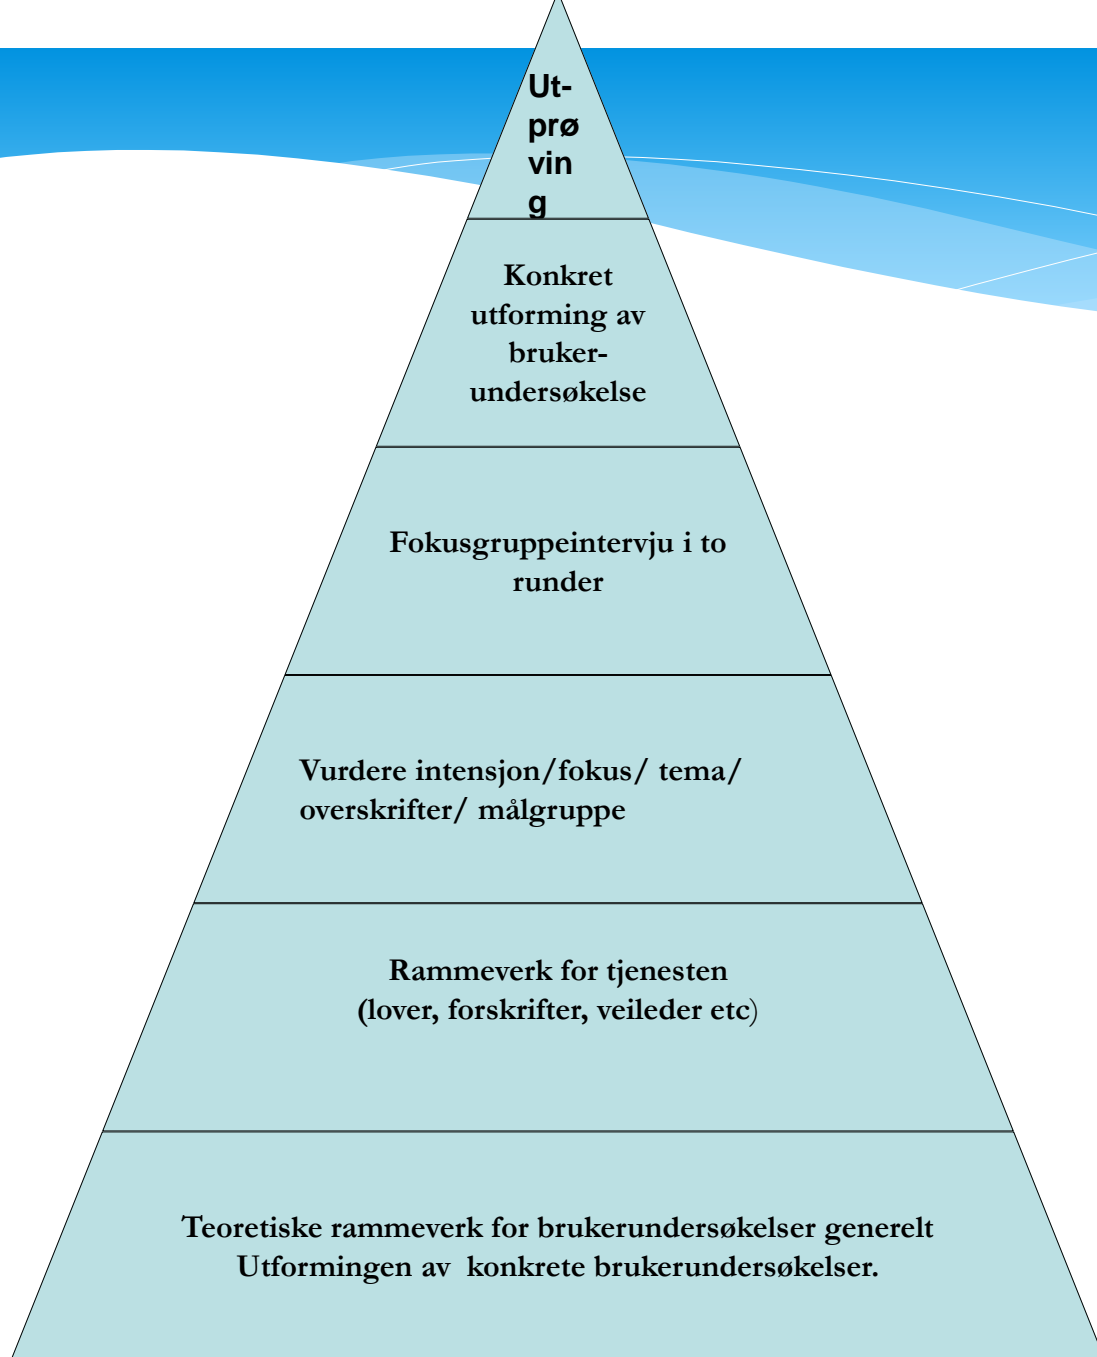 Ut-
prø
vin
g
Konkret
utforming av
bruker-
undersøkelse
Fokusgruppeintervju i to
runder
Vurdere intensjon/fokus/ tema/
overskrifter/ målgruppe
Rammeverk for tjenesten
(lover, forskrifter, veileder etc)
Teoretiske rammeverk for brukerundersøkelser generelt
Utformingen av  konkrete brukerundersøkelser.